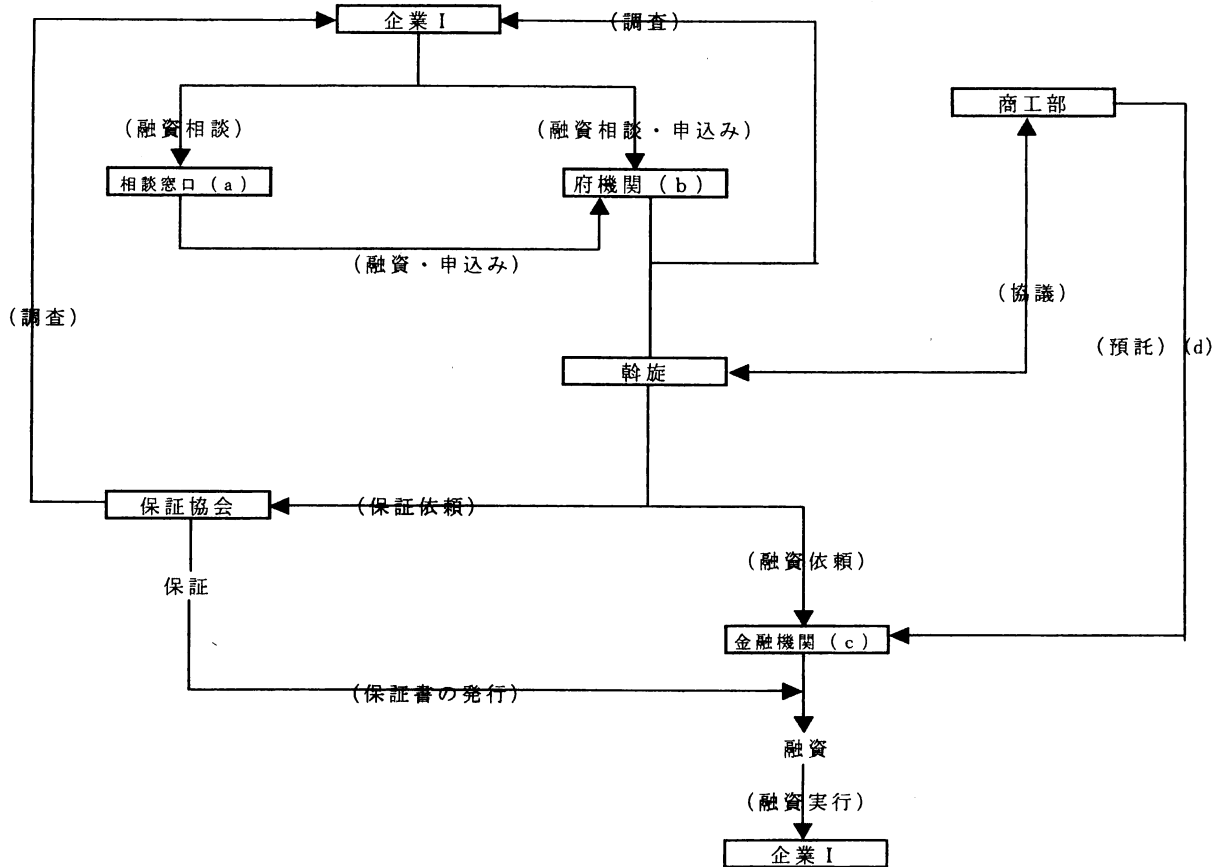 企業 I
(調査)
商工部
(融資相談)
(融資相談・申込み)
相談窓口 (a)
府機関 (b)
(融資・申込み)
(協議)
(調査)
(預託) (d)
斡旋
保証協会
(保証依頼)
(融資依頼)
保証
金融機関 (c)
(保証書の発行)
融資
(融資実行)
企業 I